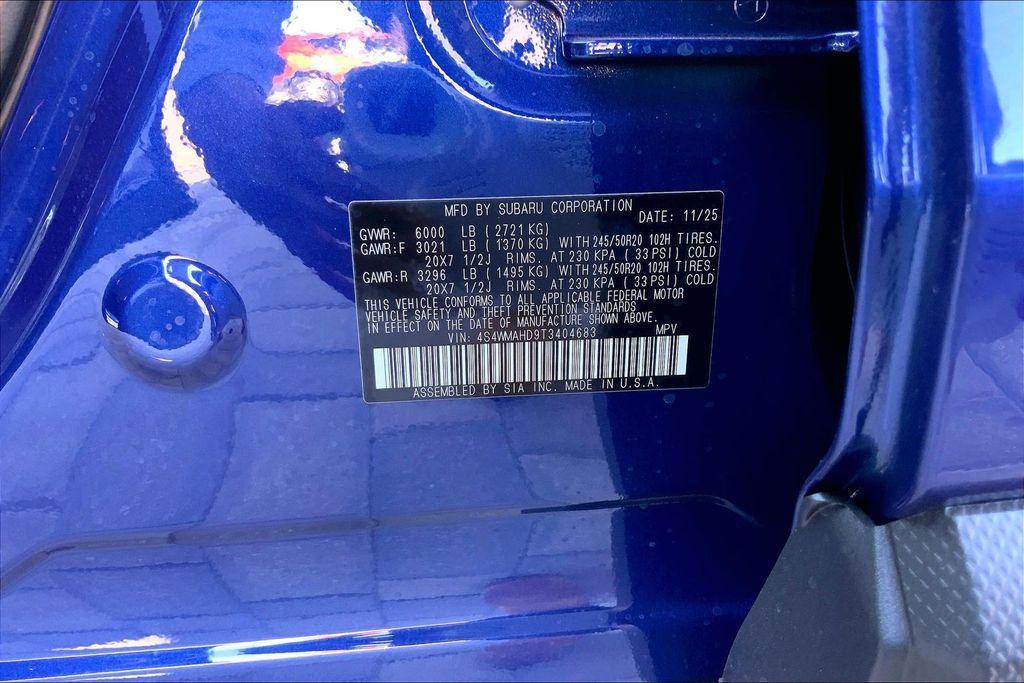 MFD BY SUBARU CORPORATION
DATE: 11/25
GVWR: 6000 LB ( 2721 KG)
GAWR:F 3021 LB ( 1370 KG) WITH 245/50R20 102H TIRES.
20X7 1/2J RIMS. AT 230 KPA ( 33 PSI) COLD
GAWR:R 3296 LB ( 1495 KG) WITH 245/50R20 102H TIRES.
20X7 1/2J RIMS. AT 230 KPA ( 33 PSI) COLD
THIS VEHICLE CONFORMS TO ALL APPLICABLE FEDERAL MOTOR
VEHICLE SAFETY AND THEFT PREVENTION STANDARDS
IN EFFECT ON THE DATE OF MANUFACTURE SHOWN ABOVE.
VIN: 4S4WMAHD9T3404683 MPV
ASSEMBLED BY SIA INC. MADE IN U.S.A.